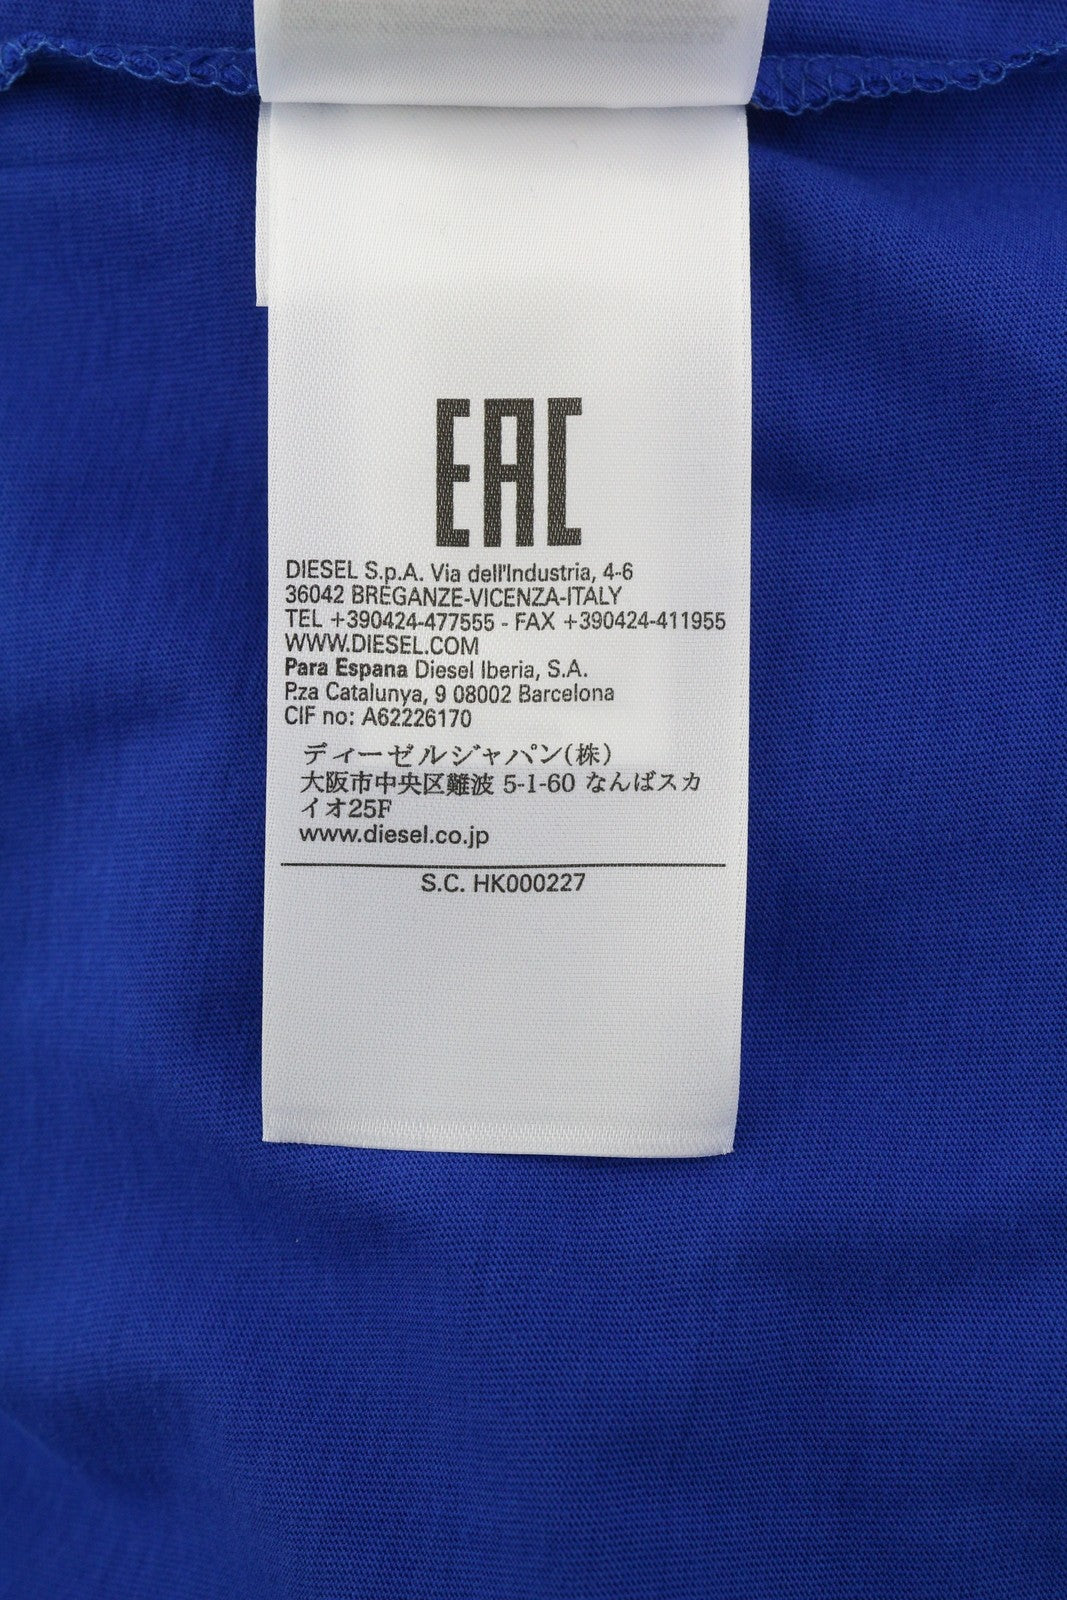 EAC
DIESEL S.p.A. Via dell'Industria, 4-6
36042 BREGANZE-VICENZA-ITALY
TEL +390424-477555 - FAX +390424-411955
WWW.DIESEL.COM
Para Espana Diesel Iberia, S.A.
P.za Catalunya, 9 08002 Barcelona
CIF no: A62226170
ディーゼルジャパン(株)
大阪市中央区難波 5-1-60 なんばスカ
イオ25F
www.diesel.co.jp
S.C. HK000227